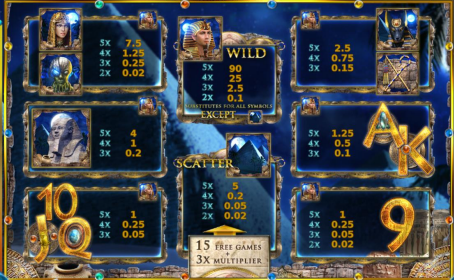 5X 7.5
4X 1.25
3X 0.25
2X 0.02
WILD
5X 90
4X 25
3X 2.5
2X 0.1
SUBSTITUTES FOR ALL SYMBOLS
EXCEPT
5X 2.5
4X 0.75
3X 0.15
5X 4
4X 1
3X 0.2
SCATTER
5X 5
4X 0.2
3X 0.05
2X 0.02
5X 1.25
4X 0.5
3X 0.1
A K
10
J Q
5X 1
4X 0.25
3X 0.05
15 FREE GAMES
+
3X MULTIPLIER
5X 1
4X 0.25
3X 0.05
2X 0.02
9